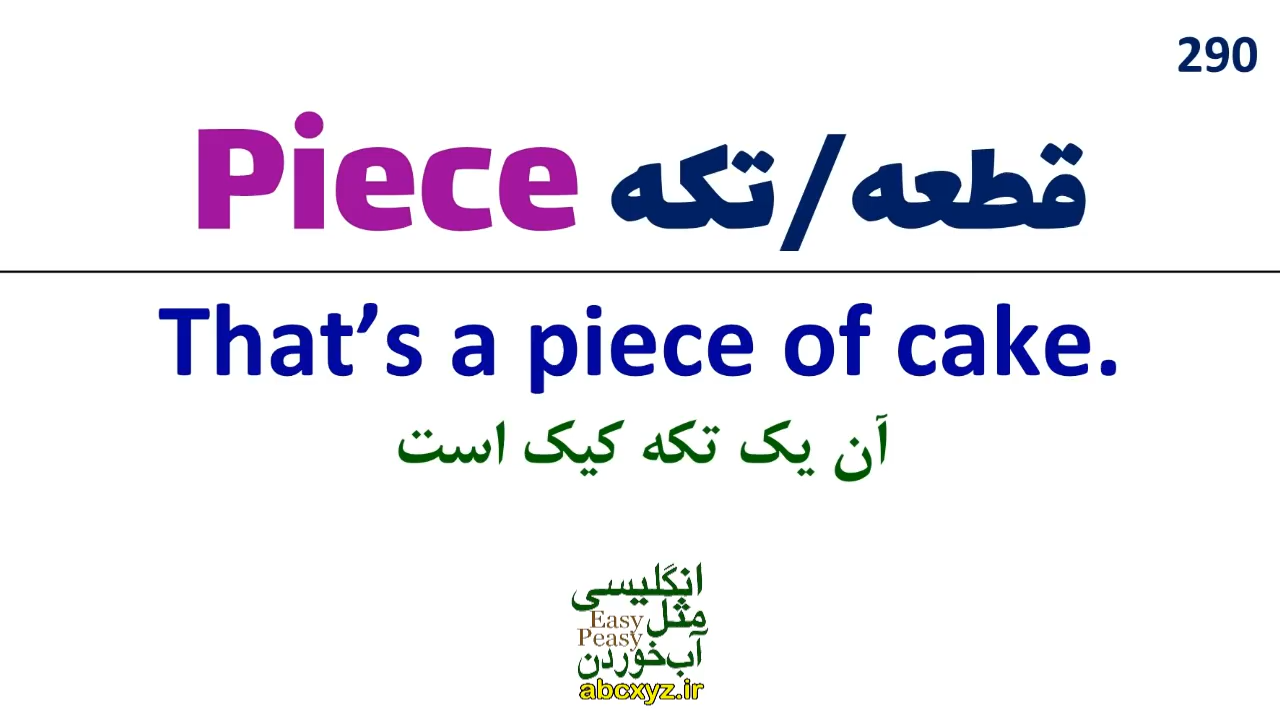 290
Piece قطعه/تکه
That’s a piece of cake.
آن یک تکه کیک است
انگلیسی
مثل
Easy
Peasy
آب‌خوردن
abcxyz.ir